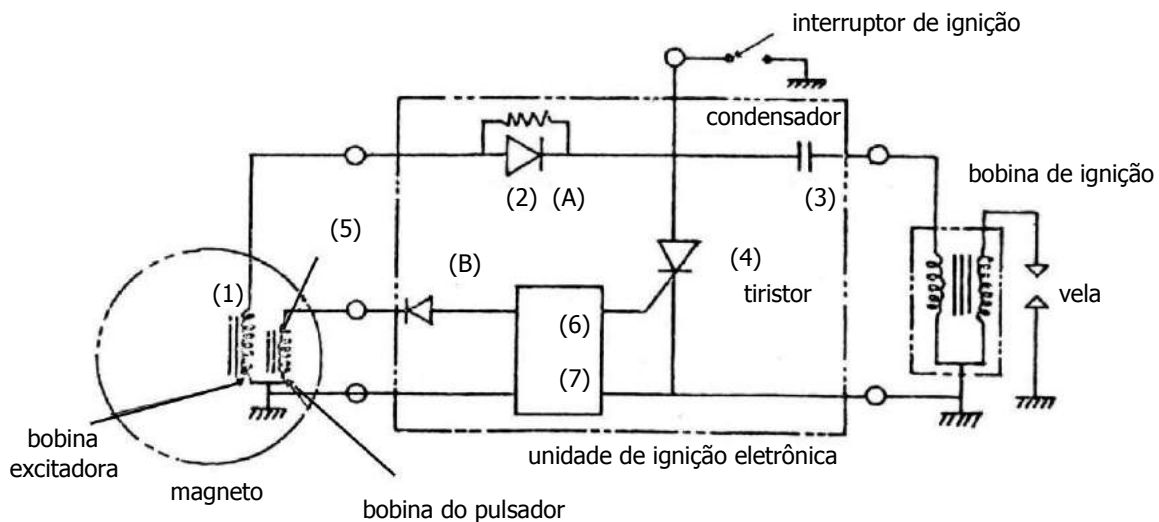 interruptor de ignição
condensador
bobina de ignição
(2) (A) (3)
(5)
(B) (4)
tiristor
(1)
vela
(6)
(7)
bobina
excitadora
unidade de ignição eletrônica
magneto
bobina do pulsador